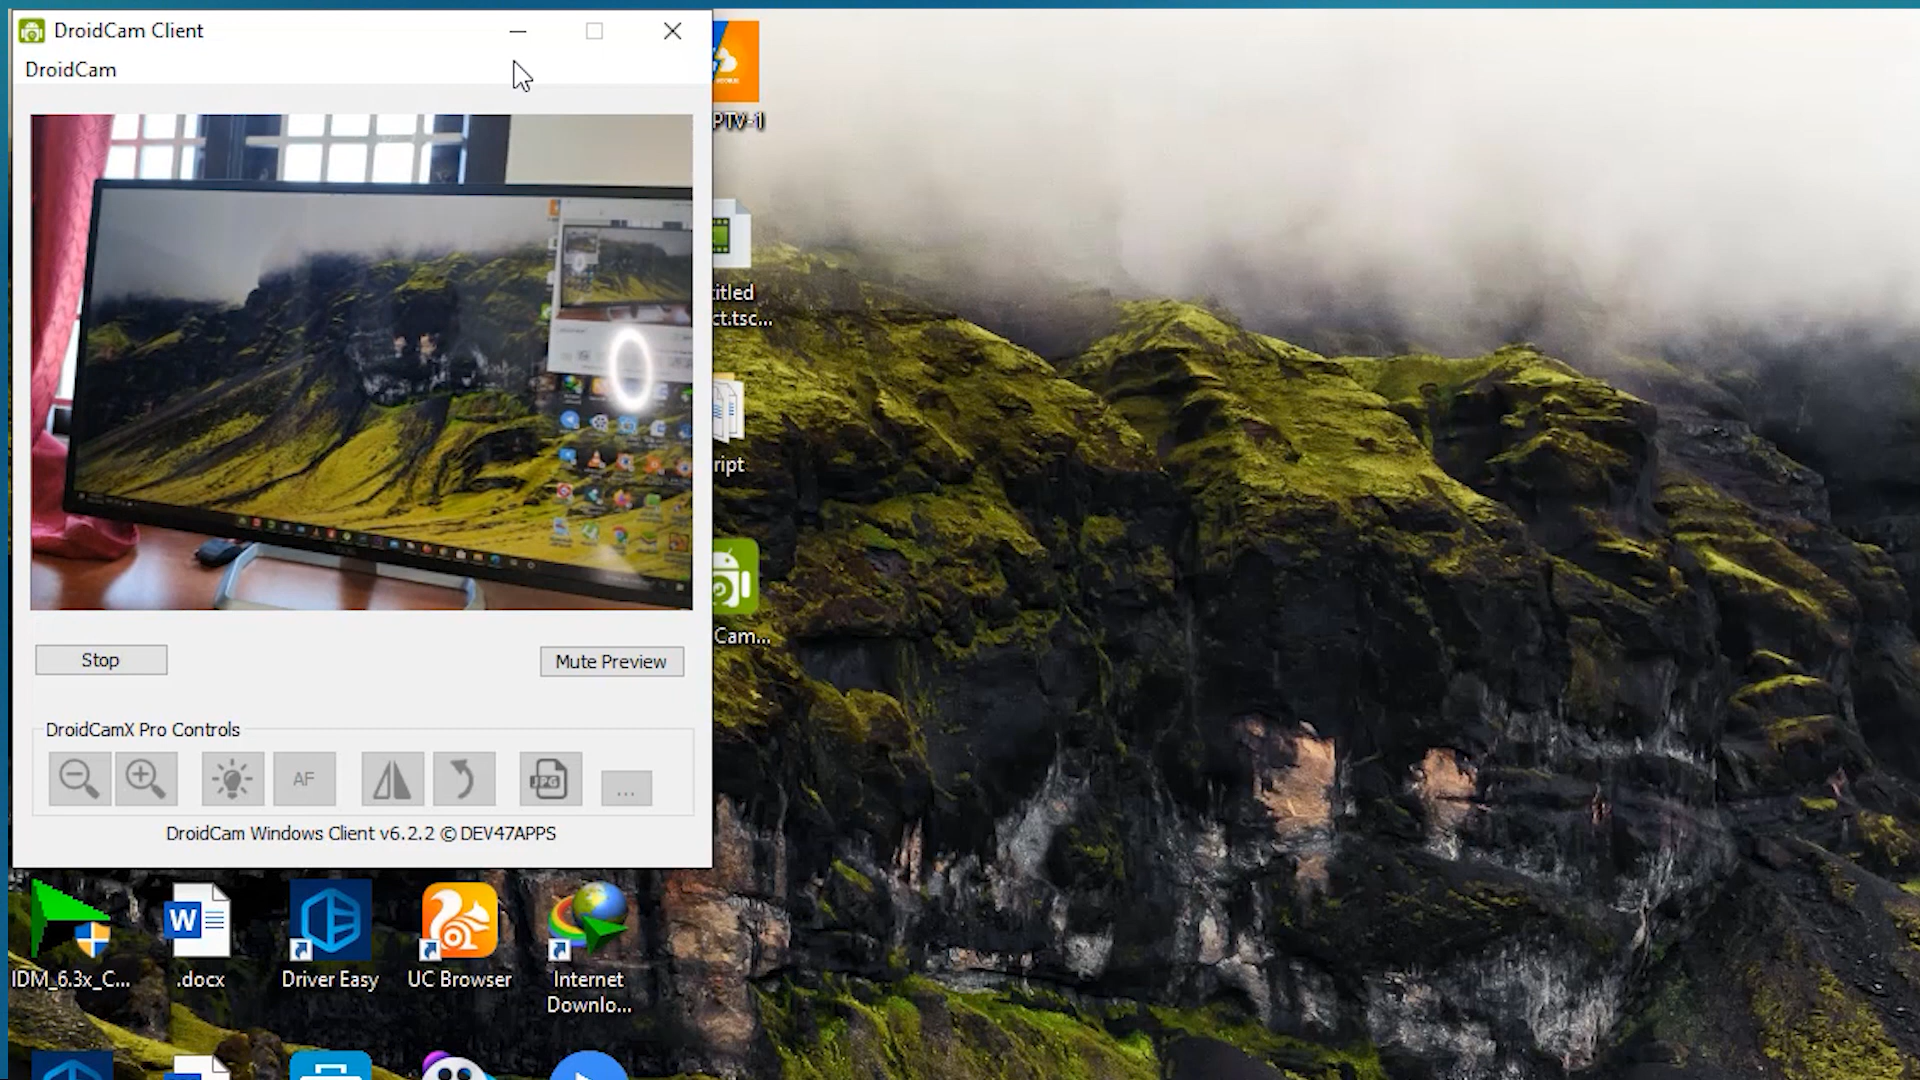 DroidCam Client
DroidCam
PTV-1
itled
ct.tsc...
ript
Cam...
Stop
Mute Preview
DroidCamX Pro Controls
AF
JPG
...
DroidCam Windows Client v6.2.2 © DEV47APPS
W
IDM_6.3x_C...
.docx
Driver Easy
UC Browser
Internet
Downlo...